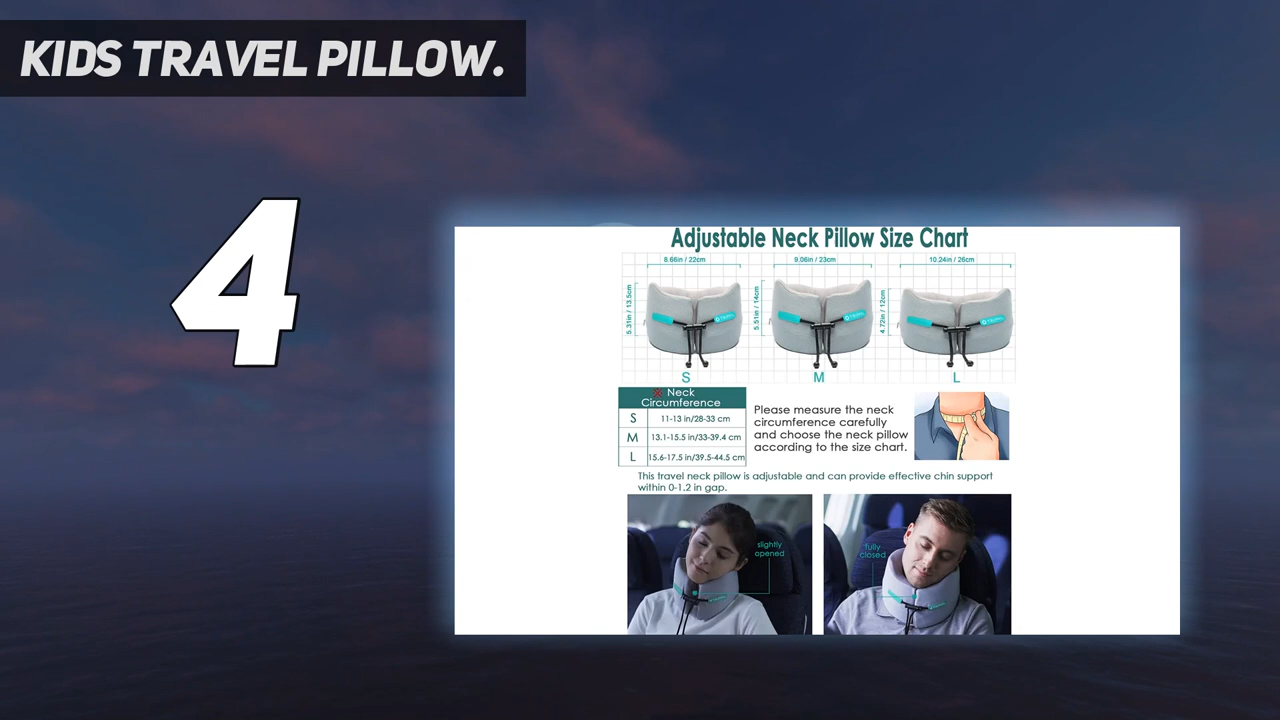 KIDS TRAVEL PILLOW.
4
Adjustable Neck Pillow Size Chart
8.66in / 22cm
9.06in / 23cm
10.24in / 26cm
5.31in / 13.5cm
5.51in / 14cm
4.72in / 12cm
S
M
L
※ Neck
Circumference
S 11-13 in/28-33 cm
M 13.1-15.5 in/33-39.4 cm
L 15.6-17.5 in/39.5-44.5 cm
Please measure the neck
circumference carefully
and choose the neck pillow
according to the size chart.
This travel neck pillow is adjustable and can provide effective chin support
within 0-1.2 in gap.
slightly
opened
fully
closed